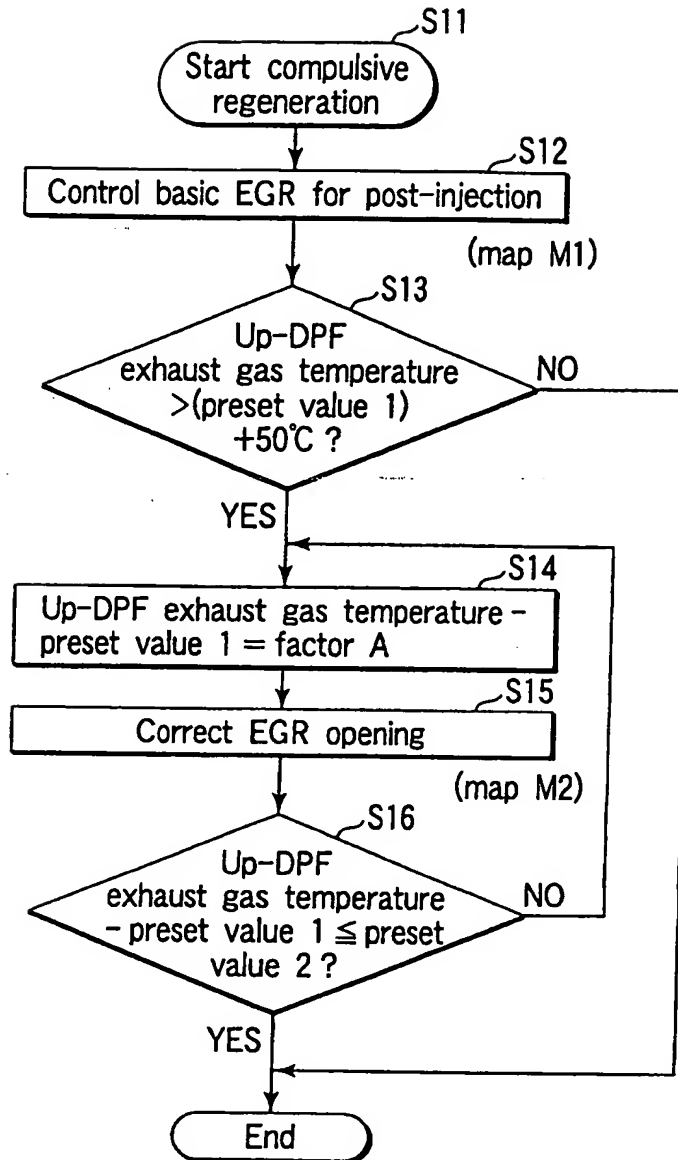 S11
Start compulsive
regeneration
S12
Control basic EGR for post-injection
(map M1)
S13
Up-DPF
exhaust gas temperature
>(preset value 1)
+50℃ ?
NO
YES
S14
Up-DPF exhaust gas temperature -
preset value 1 = factor A
S15
Correct EGR opening
(map M2)
S16
Up-DPF
exhaust gas temperature
- preset value 1 ≦ preset
value 2 ?
NO
YES
End